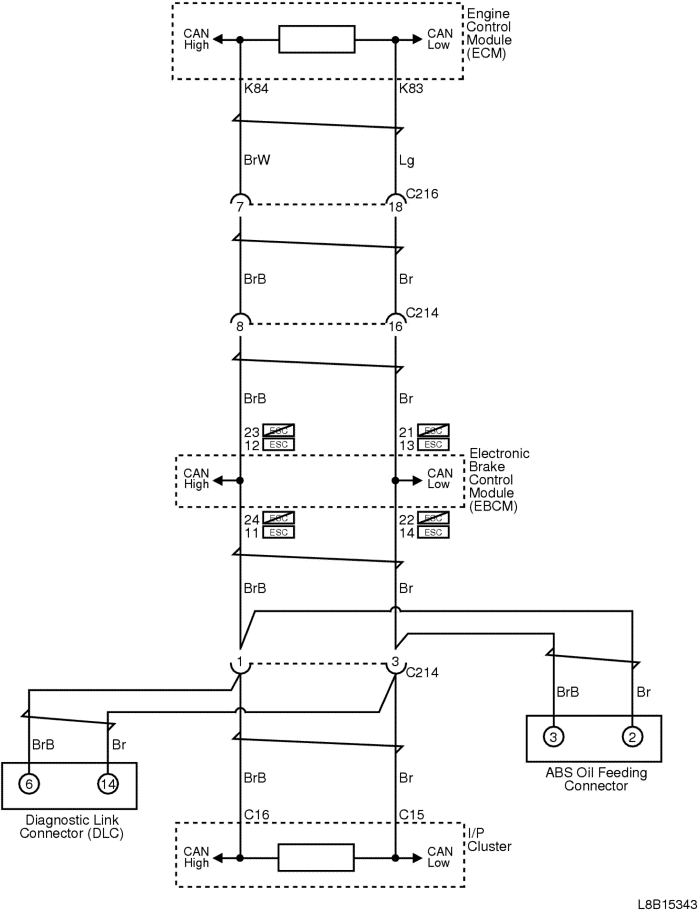 Engine
Control
Module
(ECM)
CAN
High
CAN
Low
K84
K83
BrW
Lg
C216
7
18
BrB
Br
C214
8
16
BrB
Br
23 ESC
21 ESC
12 ESC
13 ESC
Electronic
Brake
Control
Module
(EBCM)
CAN
High
CAN
Low
24 ESC
22 ESC
11 ESC
14 ESC
BrB
Br
1
3
C214
BrB
Br
3
2
ABS Oil Feeding
Connector
BrB
Br
6
14
Diagnostic Link
Connector (DLC)
BrB
Br
C16
C15
I/P
Cluster
CAN
High
CAN
Low
L8B15343